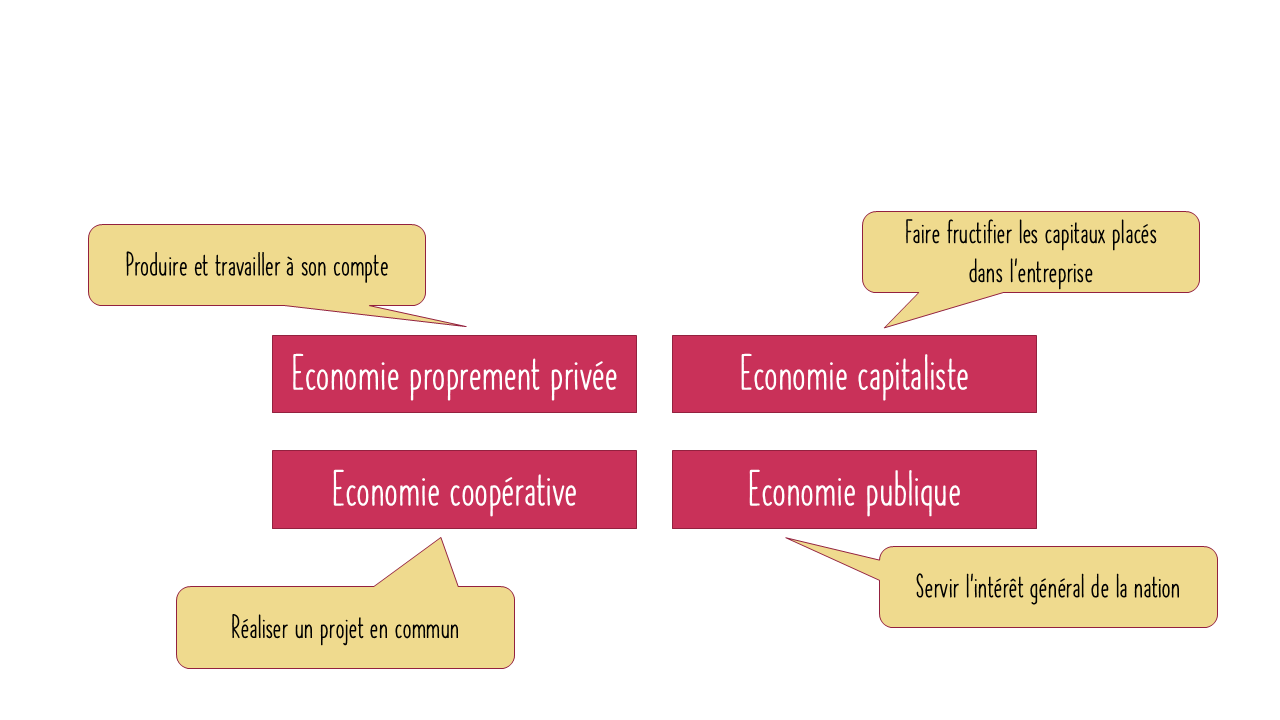 Produire et travailler à son compte
Faire fructifier les capitaux placés
dans l'entreprise
Economie proprement privée
Economie capitaliste
Economie coopérative
Economie publique
Réaliser un projet en commun
Servir l'intérêt général de la nation